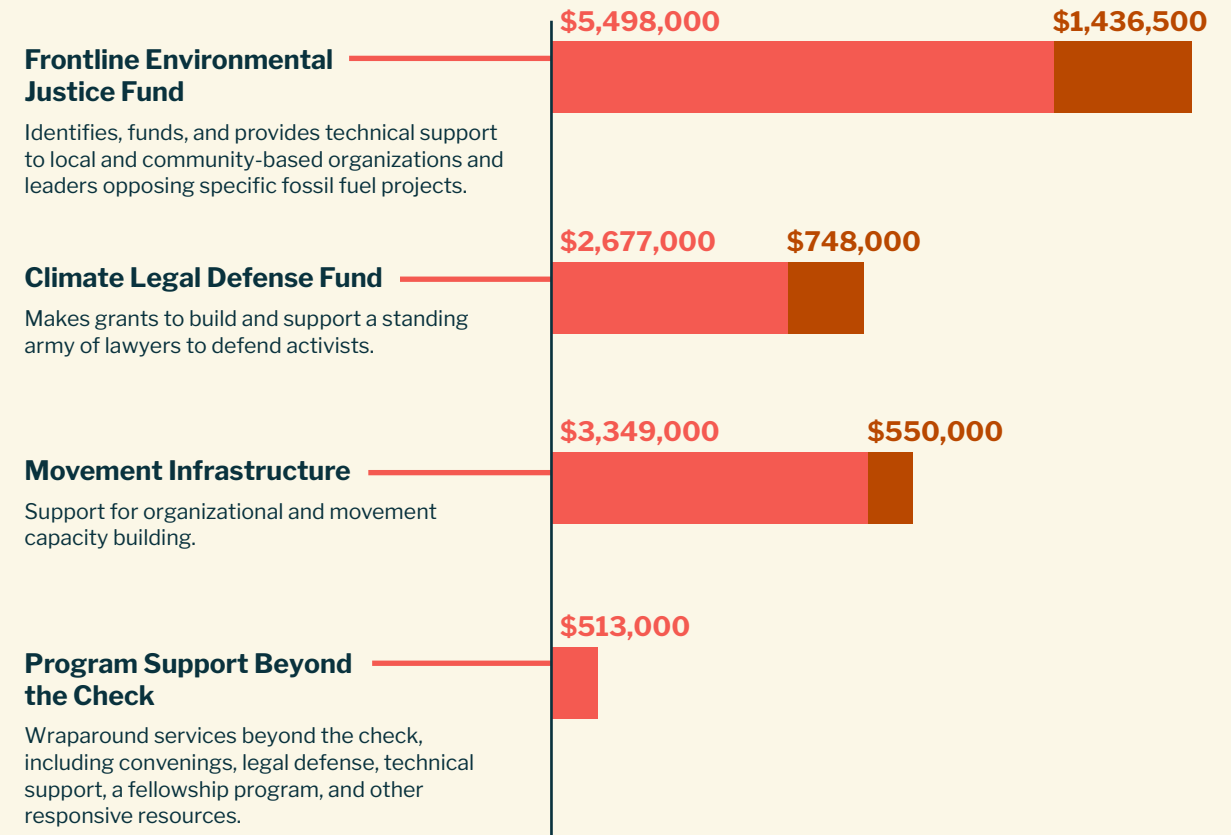 $5,498,000 $1,436,500
Frontline Environmental
Justice Fund
Identifies, funds, and provides technical support
to local and community-based organizations and
leaders opposing specific fossil fuel projects.
$2,677,000 $748,000
Climate Legal Defense Fund
Makes grants to build and support a standing
army of lawyers to defend activists.
$3,349,000 $550,000
Movement Infrastructure
Support for organizational and movement
capacity building.
$513,000
Program Support Beyond
the Check
Wraparound services beyond the check,
including convenings, legal defense, technical
support, a fellowship program, and other
responsive resources.